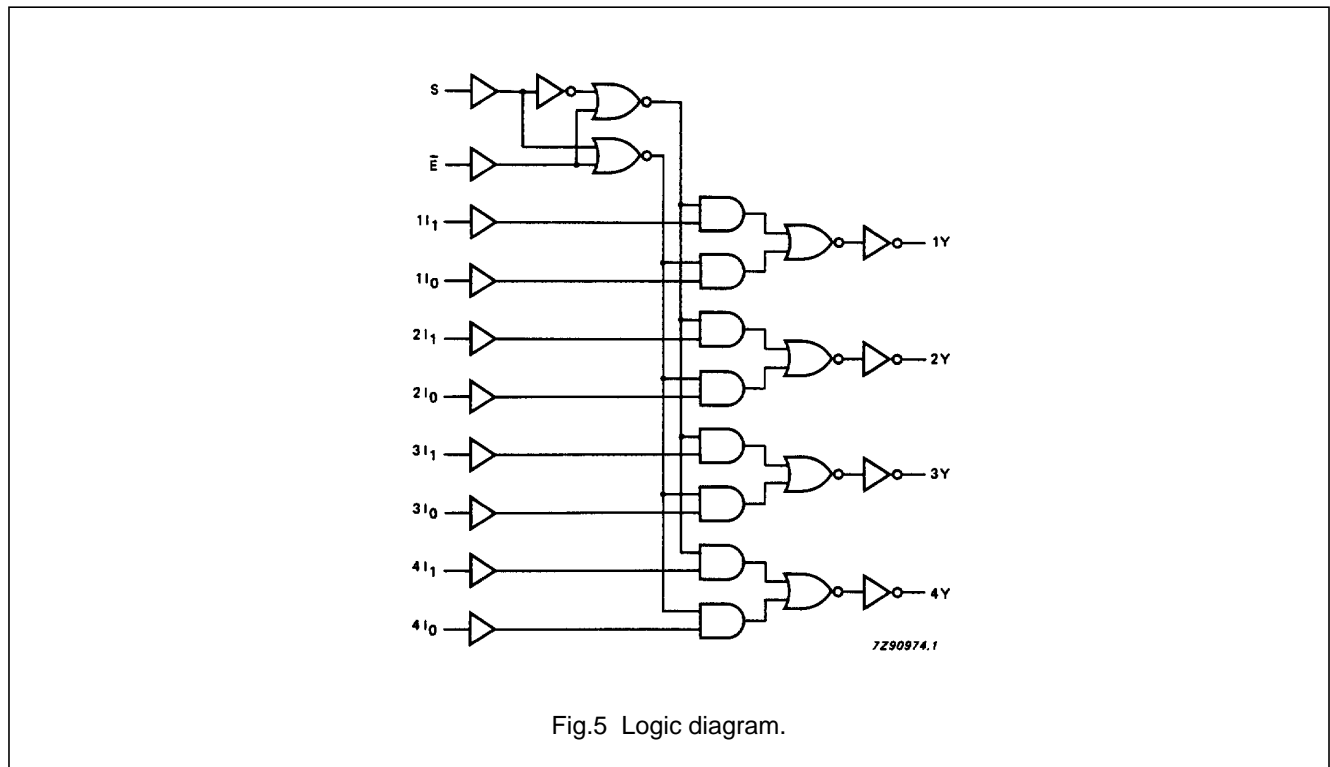 S
E̅
1I₁
1I₀
1Y
2I₁
2I₀
2Y
3I₁
3I₀
3Y
4I₁
4I₀
4Y
7Z90974.1
Fig.5 Logic diagram.